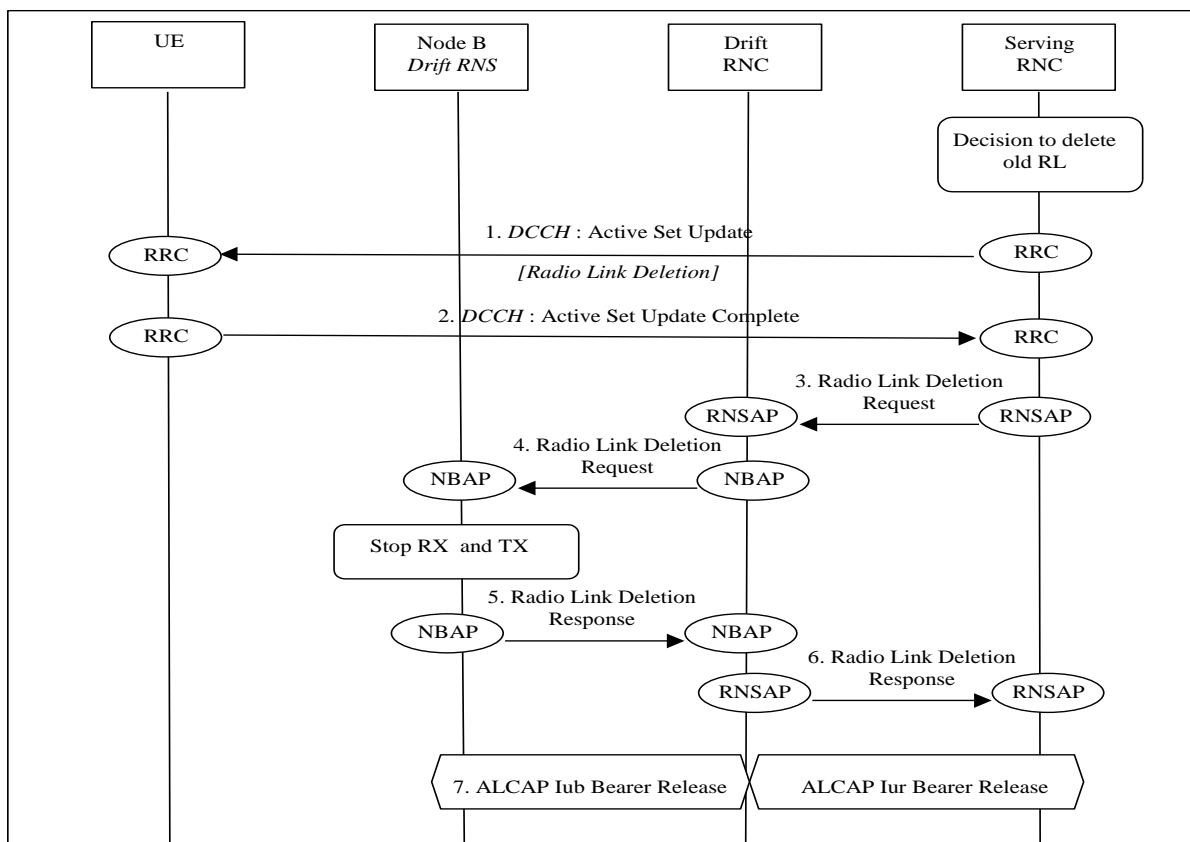 UE
Node B
Drift RNS
Drift
RNC
Serving
RNC
Decision to delete
old RL
1. DCCH : Active Set Update
RRC
RRC
[Radio Link Deletion]
2. DCCH : Active Set Update Complete
RRC
RRC
3. Radio Link Deletion
Request
RNSAP
RNSAP
4. Radio Link Deletion
Request
NBAP
NBAP
Stop RX and TX
5. Radio Link Deletion
Response
NBAP
NBAP
6. Radio Link Deletion
Response
RNSAP
RNSAP
7. ALCAP Iub Bearer Release
ALCAP Iur Bearer Release